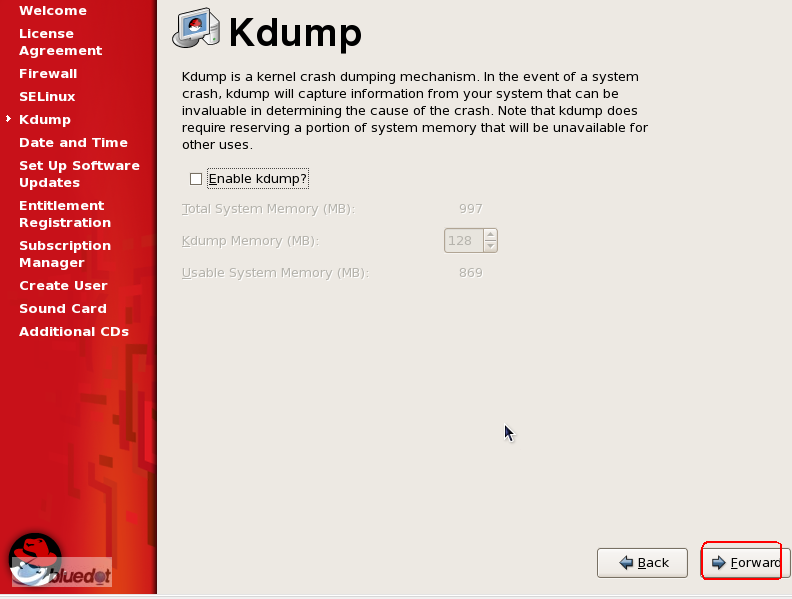 Welcome
License
Agreement
Firewall
SELinux
Kdump
Date and Time
Set Up Software
Updates
Entitlement
Registration
Subscription
Manager
Create User
Sound Card
Additional CDs
bluedot
Kdump
Kdump is a kernel crash dumping mechanism. In the event of a system
crash, kdump will capture information from your system that can be
invaluable in determining the cause of the crash. Note that kdump does
require reserving a portion of system memory that will be unavailable for
other uses.
Enable kdump?
Total System Memory (MB): 997
Kdump Memory (MB): 128
Usable System Memory (MB): 869
Back Forward